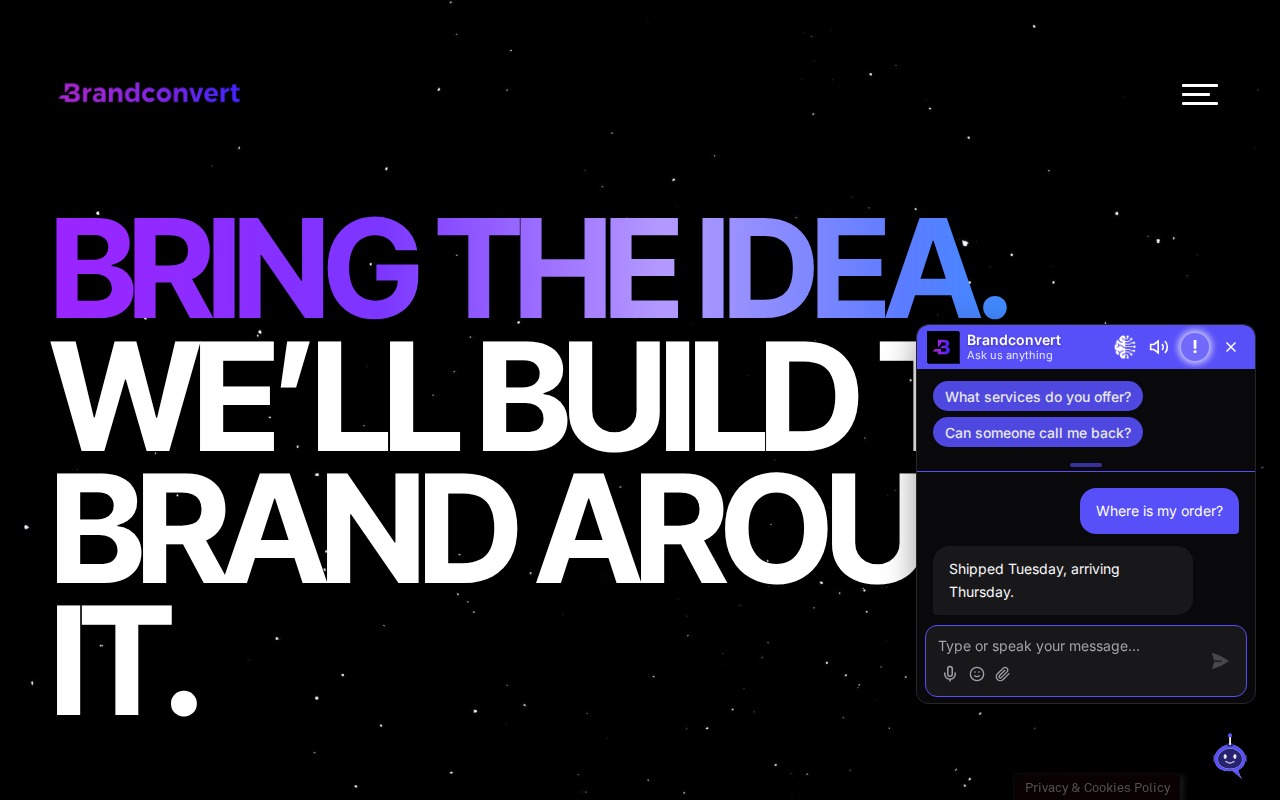 Brandconvert
BRING THE IDEA.
WE’LL BUILD
BRAND AROU
IT.
Brandconvert
Ask us anything
What services do you offer?
Can someone call me back?
Where is my order?
Shipped Tuesday, arriving
Thursday.
Type or speak your message...
Privacy & Cookies Policy